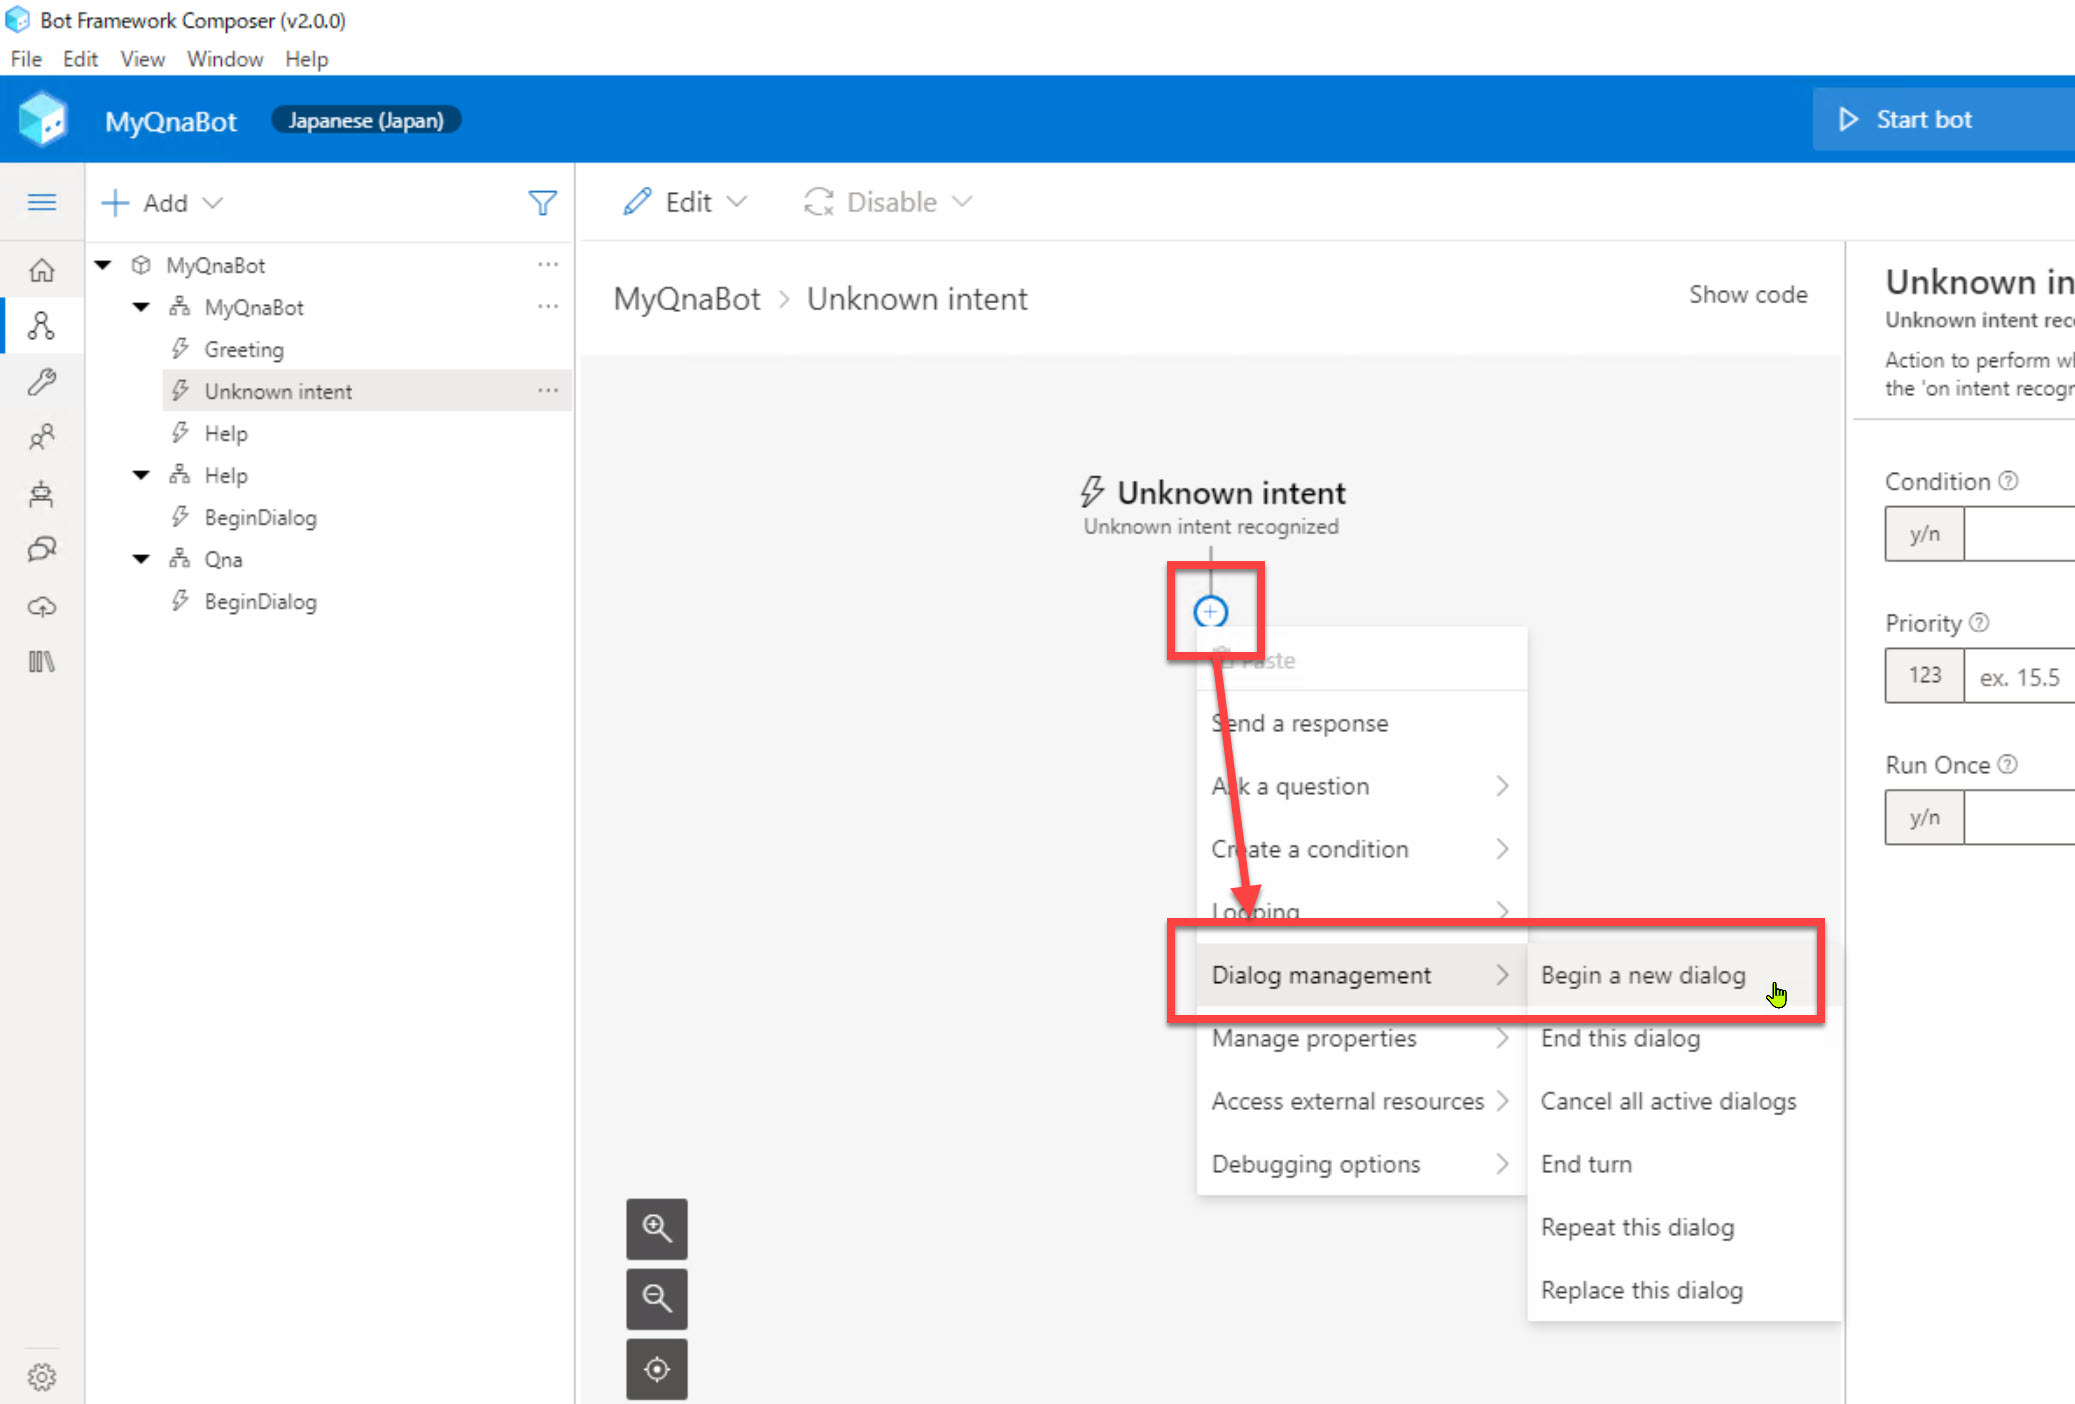 Bot Framework Composer (v2.0.0)
File Edit View Window Help
MyQnaBot Japanese (Japan) Start bot
Add
Edit Disable
MyQnaBot
MyQnaBot
Greeting
Unknown intent
Help
Help
BeginDialog
Qna
BeginDialog
MyQnaBot > Unknown intent
Show code
Unknown intent
Unknown intent recognized
Paste
Send a response
Ask a question
Create a condition
Looping
Dialog management
Manage properties
Access external resources
Debugging options
Begin a new dialog
End this dialog
Cancel all active dialogs
End turn
Repeat this dialog
Replace this dialog
Unknown in
Unknown intent rec
Action to perform w
the 'on intent recogn
Condition
y/n
Priority
123 ex. 15.5
Run Once
y/n